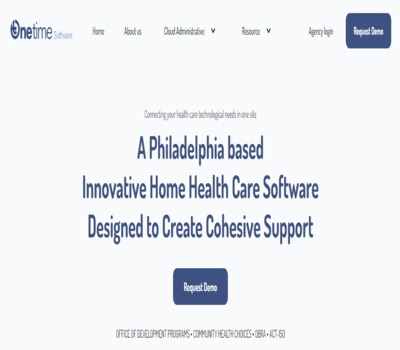 Onetime Software
Home
About us
Cloud Administrative
Resource
Agency login
Request Demo
Connecting your health care technological needs in one site
A Philadelphia based
Innovative Home Health Care Software
Designed to Create Cohesive Support
Request Demo
OFFICE OF DEVELOPMENT PROGRAMS • COMMUNITY HEALTH CHOICES • OBRA • ACT-150